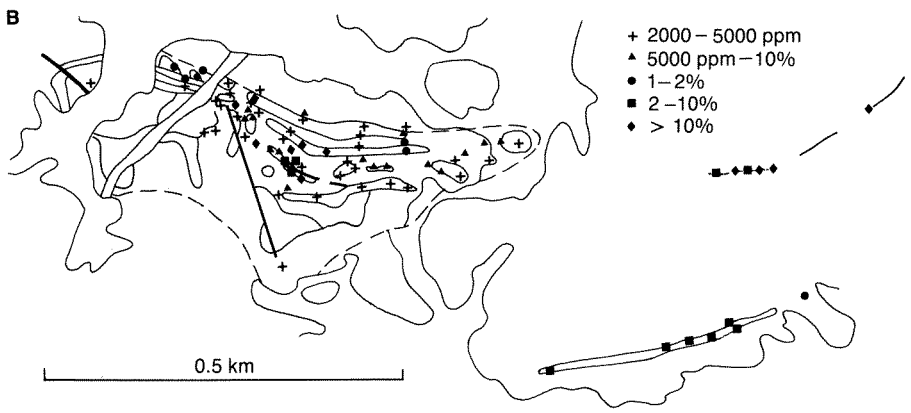 B
+ 2000 – 5000 ppm
▲ 5000 ppm – 10%
● 1–2%
■ 2 –10%
◆ > 10%
0.5 km